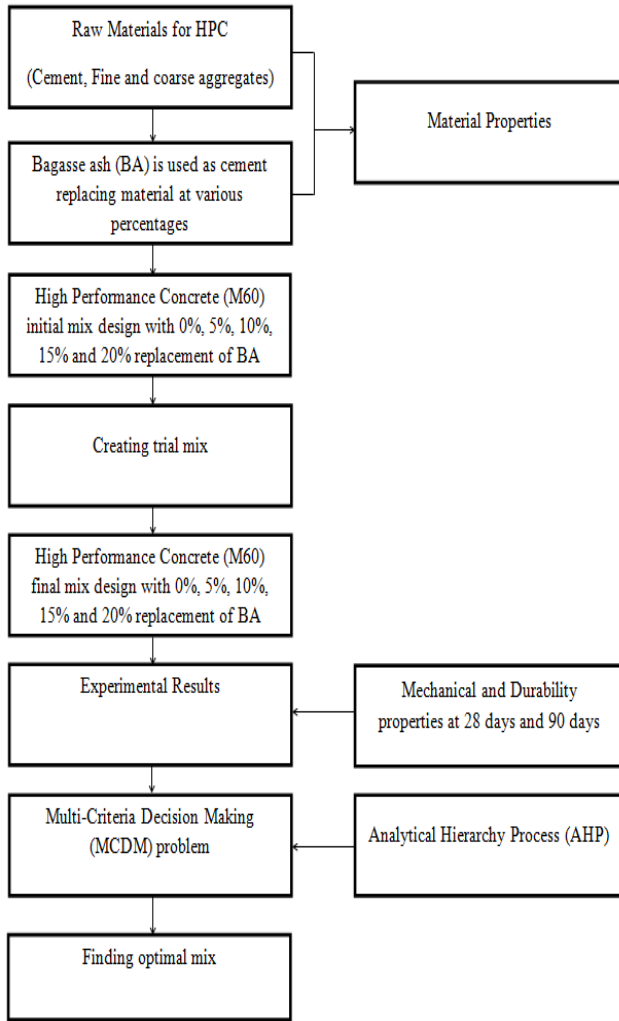 Raw Materials for HPC
(Cement, Fine and coarse aggregates)
Material Properties
Bagasse ash (BA) is used as cement
replacing material at various
percentages
High Performance Concrete (M60)
initial mix design with 0%, 5%, 10%,
15% and 20% replacement of BA
Creating trial mix
High Performance Concrete (M60)
final mix design with 0%, 5%, 10%,
15% and 20% replacement of BA
Experimental Results
Mechanical and Durability
properties at 28 days and 90 days
Multi-Criteria Decision Making
(MCDM) problem
Analytical Hierarchy Process (AHP)
Finding optimal mix